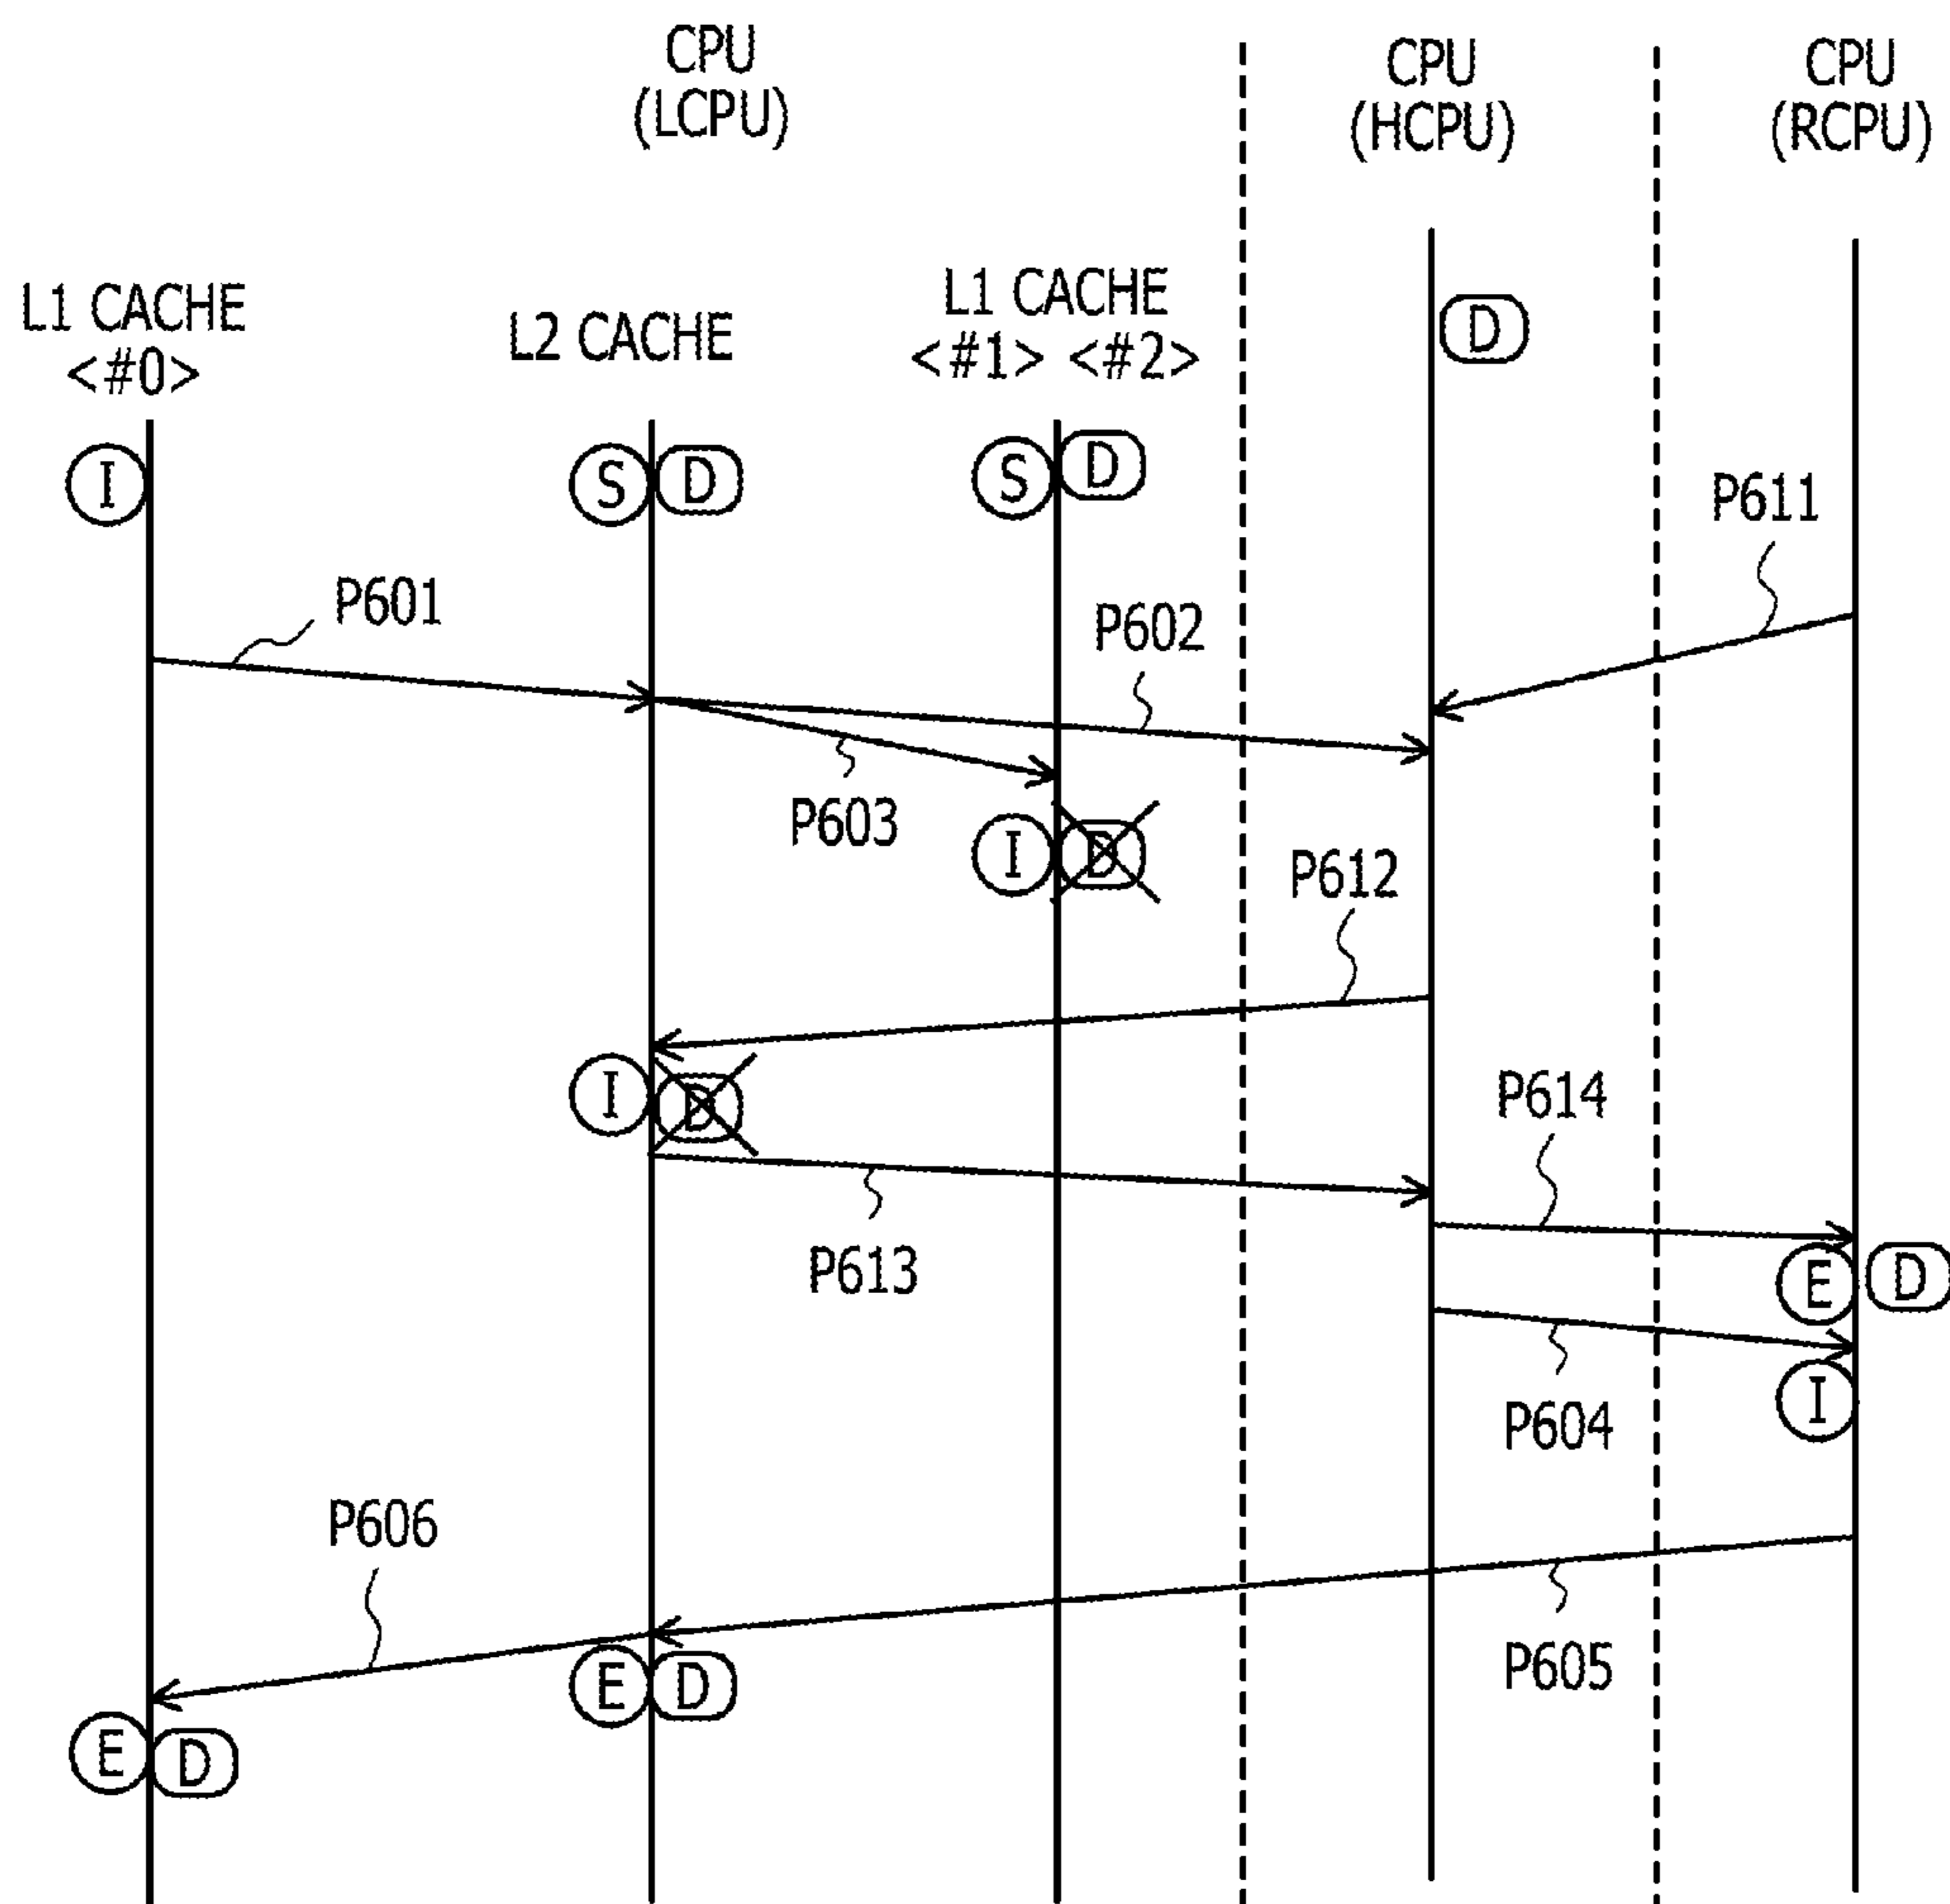 CPU
(LCPU)
CPU
(HCPU)
CPU
(RCPU)
L1 CACHE
<#0>
L2 CACHE
L1 CACHE
<#1> <#2>
D
I
S D
S D
P611
P601
P602
P603
I D
P612
I D
P614
P613
E D
P604
I
P606
P605
E D
E D